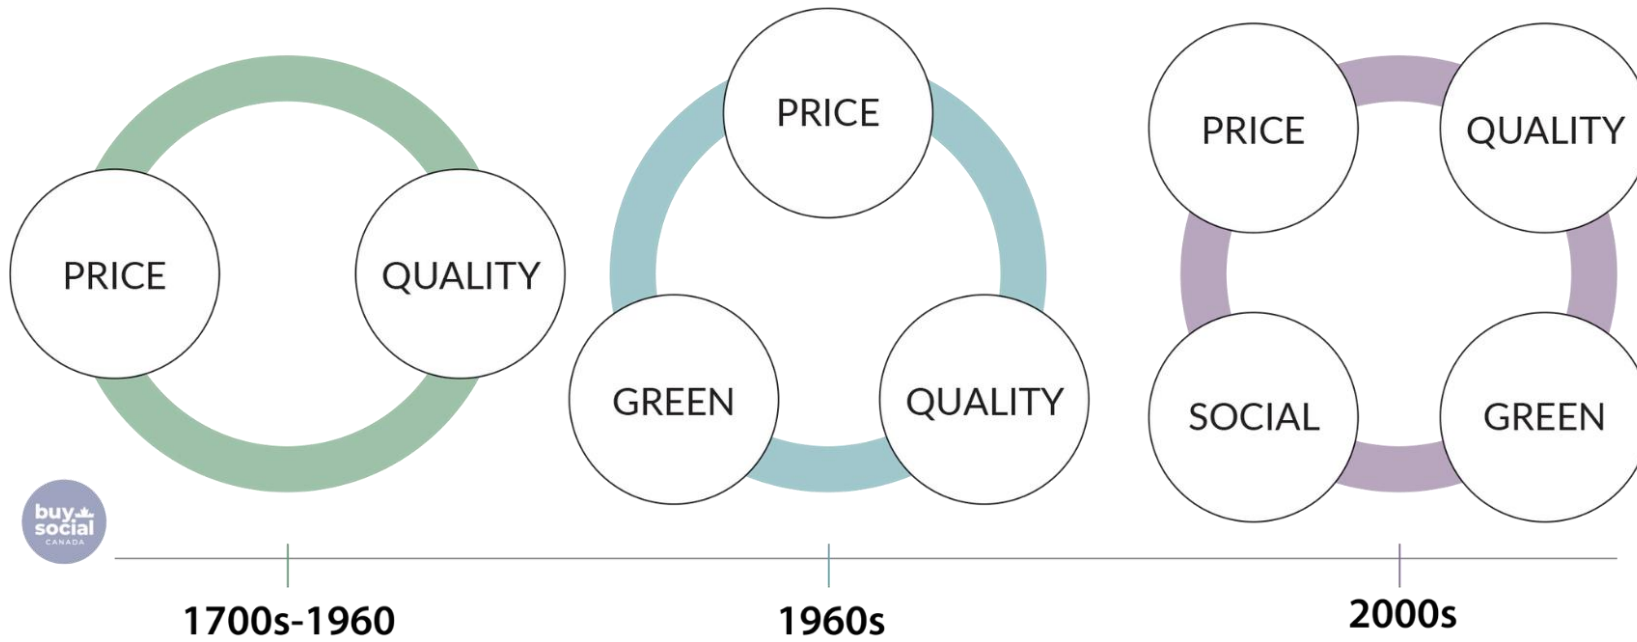 PRICE
QUALITY
PRICE
GREEN
QUALITY
PRICE
QUALITY
SOCIAL
GREEN
buy
social
CANADA
1700s-1960
1960s
2000s